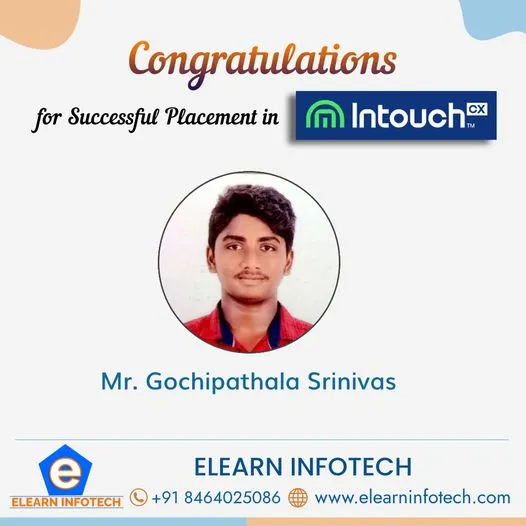 Congratulations
for Successful Placement in Intouch CX ™
Mr. Gochipathala Srinivas
e
ELEARN INFOTECH
ELEARN INFOTECH
+91 8464025086 www.elearninfotech.com